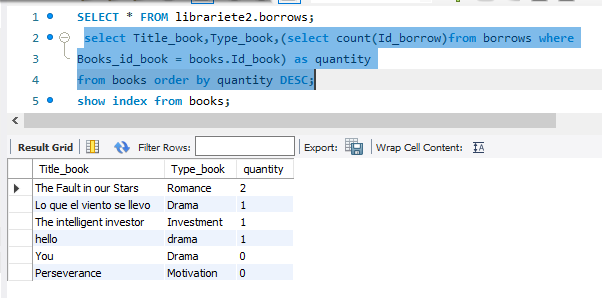 1 SELECT * FROM librariete2.borrows;
2 select Title_book,Type_book,(select count(Id_borrow)from borrows where
3 Books_id_book = books.Id_book) as quantity
4 from books order by quantity DESC;
5 show index from books;
Result Grid Filter Rows: Export: Wrap Cell Content:
Title_book Type_book quantity
The Fault in our Stars Romance 2
Lo que el viento se llevo Drama 1
The intelligent investor Investment 1
hello drama 1
You Drama 0
Perseverance Motivation 0